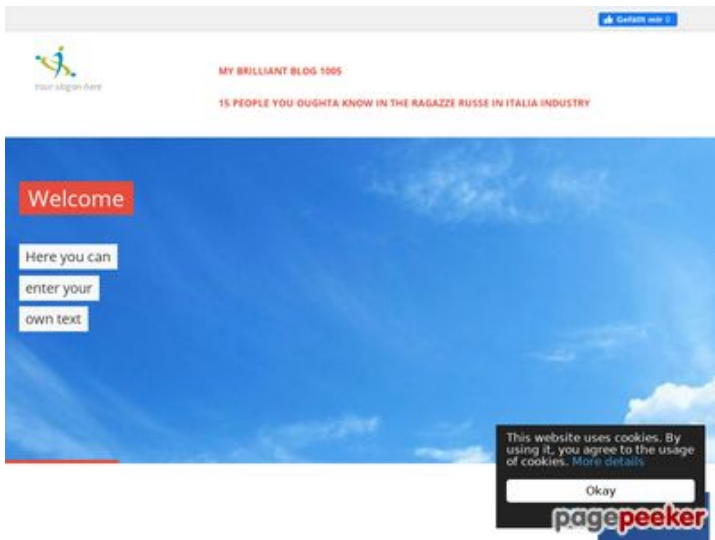 Gefällt mir 0
Your slogan here
MY BRILLIANT BLOG 1005
15 PEOPLE YOU OUGHTA KNOW IN THE RAGAZZE RUSSE IN ITALIA INDUSTRY
Welcome
Here you can
enter your
own text
This website uses cookies. By
using it, you agree to the usage
of cookies. More details
Okay
pagepeeker